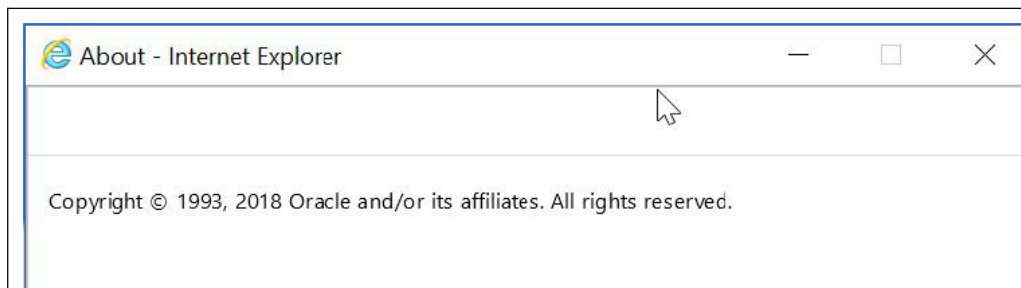 About - Internet Explorer
Copyright © 1993, 2018 Oracle and/or its affiliates. All rights reserved.